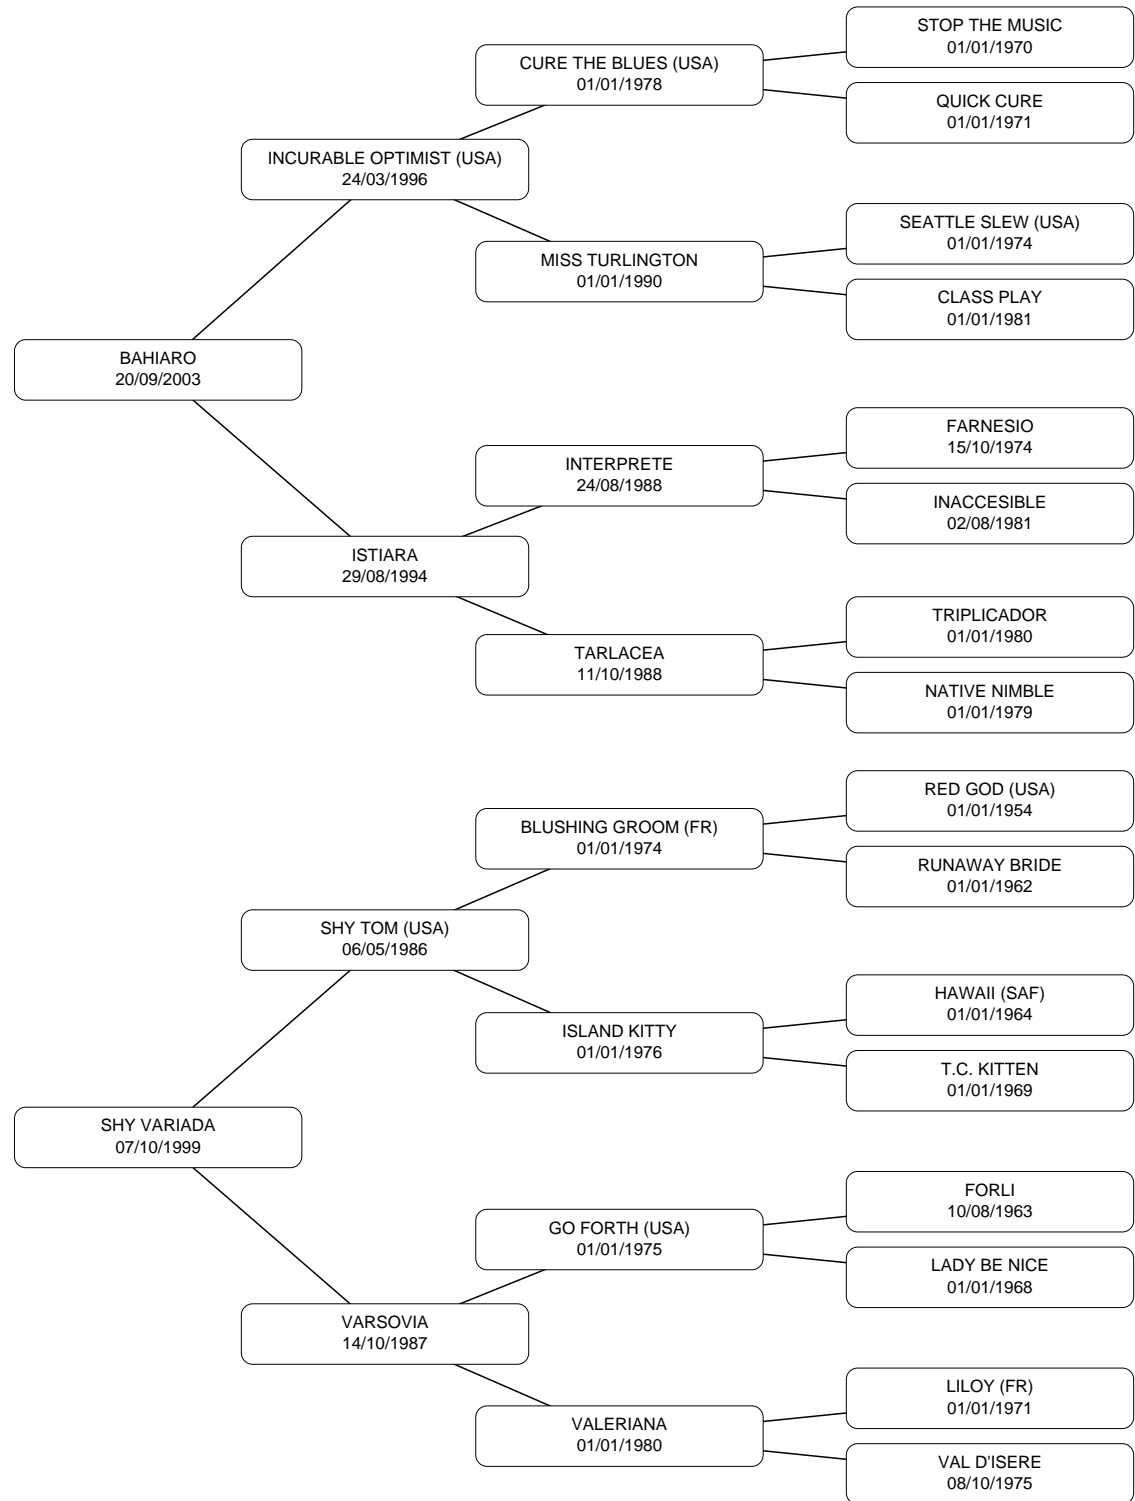 STOP THE MUSIC
01/01/1970
CURE THE BLUES (USA)
01/01/1978
QUICK CURE
01/01/1971
INCURABLE OPTIMIST (USA)
24/03/1996
SEATTLE SLEW (USA)
01/01/1974
MISS TURLINGTON
01/01/1990
CLASS PLAY
01/01/1981
BAHIARO
20/09/2003
FARNESIO
15/10/1974
INTERPRETE
24/08/1988
INACCESIBLE
02/08/1981
ISTIARA
29/08/1994
TRIPLICADOR
01/01/1980
TARLACEA
11/10/1988
NATIVE NIMBLE
01/01/1979
RED GOD (USA)
01/01/1954
BLUSHING GROOM (FR)
01/01/1974
RUNAWAY BRIDE
01/01/1962
SHY TOM (USA)
06/05/1986
HAWAII (SAF)
01/01/1964
ISLAND KITTY
01/01/1976
T.C. KITTEN
01/01/1969
SHY VARIADA
07/10/1999
FORLI
10/08/1963
GO FORTH (USA)
01/01/1975
LADY BE NICE
01/01/1968
VARSOVIA
14/10/1987
LILOY (FR)
01/01/1971
VALERIANA
01/01/1980
VAL D'ISERE
08/10/1975